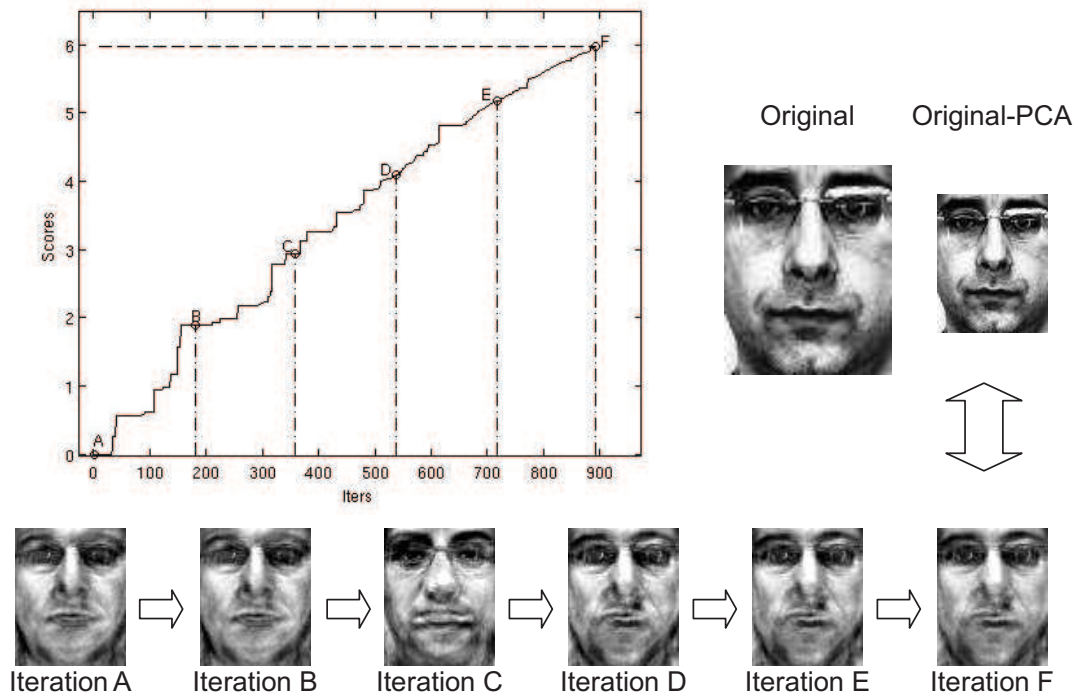 6
5
4
3
2
1
0
Scores
A
B
C
D
E
F
0 100 200 300 400 500 600 700 800 900
Iters
Original Original-PCA
Iteration A Iteration B Iteration C Iteration D Iteration E Iteration F